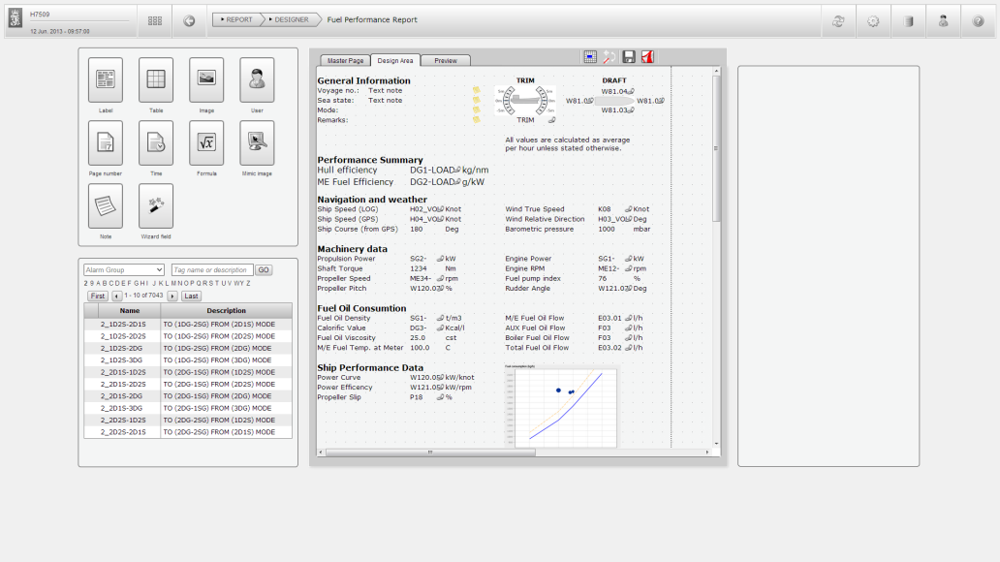 H7509
12 Jun. 2013 - 09:57:00
REPORT DESIGNER Fuel Performance Report
Label Table Image User
Page number Time Formula Mimic image
Note Wizard field
Alarm Group Tag name or description GO
2 9 A B C D E F G H I J K L M N O P Q R S T U V W Y Z
First 1 - 10 of 7043 Last
Name Description
2_1D2S-2D1S TO (1DG-2SG) FROM (2D1S) MODE
2_1D2S-2D2S TO (1DG-2SG) FROM (2D2S) MODE
2_1D2S-2DG TO (1DG-2SG) FROM (2DG) MODE
2_1D2S-3DG TO (1DG-2SG) FROM (3DG) MODE
2_2D1S-1D2S TO (2DG-1SG) FROM (1D2S) MODE
2_2D1S-2D2S TO (2DG-1SG) FROM (2D2S) MODE
2_2D1S-2DG TO (2DG-1SG) FROM (2DG) MODE
2_2D1S-3DG TO (2DG-1SG) FROM (3DG) MODE
2_2D2S-1D2S TO (2DG-2SG) FROM (1D2S) MODE
2_2D2S-2D1S TO (2DG-2SG) FROM (2D1S) MODE
Master Page Design Area Preview
General Information TRIM DRAFT
Voyage no.: Text note W81.04
Sea state: Text note W81.0 W81.0
Mode: W81.03
Remarks: TRIM
All values are calculated as average
per hour unless stated otherwise.
Performance Summary
Hull efficiency DG1-LOAD kg/nm
ME Fuel Efficiency DG2-LOAD g/kW
Navigation and weather
Ship Speed (LOG) H02_VO Knot Wind True Speed K08 Knot
Ship Speed (GPS) H04_VO Knot Wind Relative Direction H03_VO Deg
Ship Course (from GPS) 180 Deg Barometric pressure 1000 mbar
Machinery data
Propulsion Power SG2- kW Engine Power SG1- kW
Shaft Torque 1234 Nm Engine RPM ME12- rpm
Propeller Speed ME34- rpm Fuel pump index 76 %
Propeller Pitch W120.0 % Rudder Angle W121.0 Deg
Fuel Oil Consumtion
Fuel Oil Density SG1- t/m3 M/E Fuel Oil Flow E03.01 l/h
Calorific Value DG3- Kcal/l AUX Fuel Oil Flow F03 l/h
Fuel Oil Viscosity 25.0 cst Boiler Fuel Oil Flow F03 l/h
M/E Fuel Temp. at Meter 100.0 C Total Fuel Oil Flow E03.02 l/h
Ship Performance Data
Power Curve W120.0 kW/knot
Power Efficency W121.0 kW/rpm
Propeller Slip P18 %